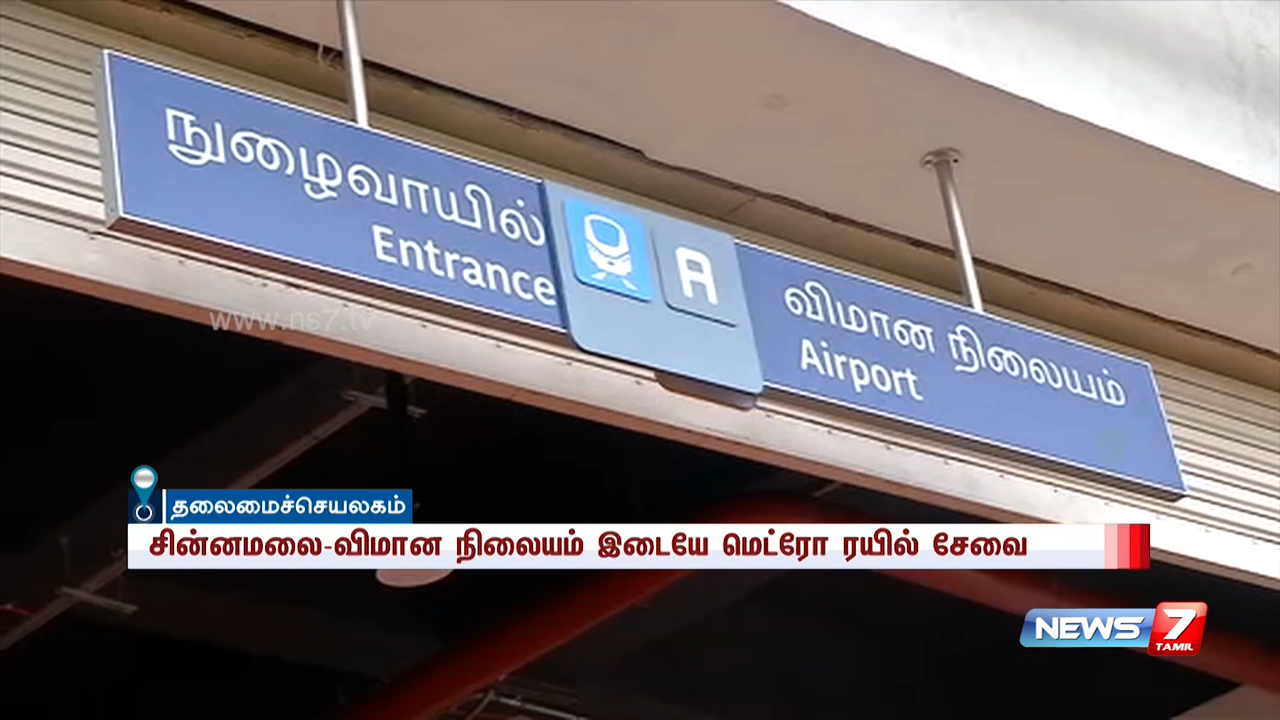 நுழைவாயில்
Entrance
A
விமான நிலையம்
Airport
www.ns7.tv
தலைமைச்செயலகம்
சின்னமலை-விமான நிலையம் இடையே மெட்ரோ ரயில் சேவை
NEWS 7
TAMIL